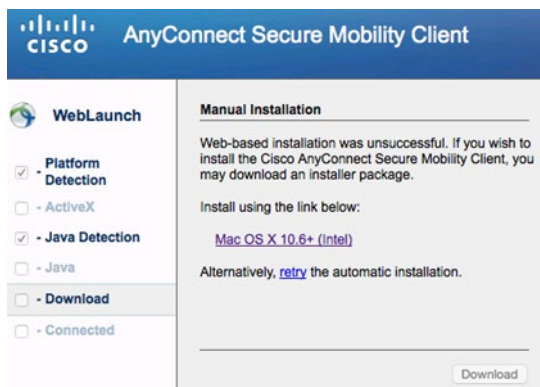 CISCO
AnyConnect Secure Mobility Client
WebLaunch
- Platform
Detection
- ActiveX
- Java Detection
- Java
- Download
- Connected
Manual Installation
Web-based installation was unsuccessful. If you wish to
install the Cisco AnyConnect Secure Mobility Client, you
may download an installer package.
Install using the link below:
Mac OS X 10.6+ (Intel)
Alternatively, retry the automatic installation.
Download